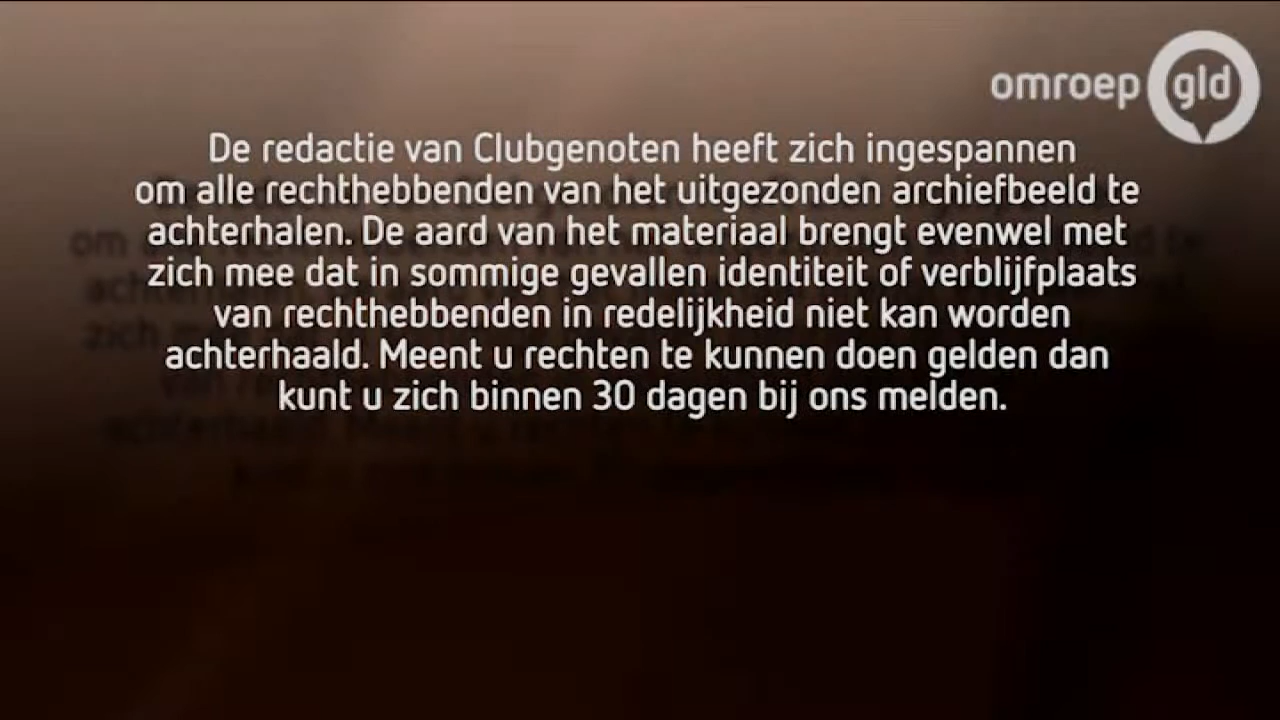 omroep gld
De redactie van Clubgenoten heeft zich ingespannen
om alle rechthebbenden van het uitgezonden archiefbeeld te
achterhalen. De aard van het materiaal brengt evenwel met
zich mee dat in sommige gevallen identiteit of verblijfplaats
van rechthebbenden in redelijkheid niet kan worden
achterhaald. Meent u rechten te kunnen doen gelden dan
kunt u zich binnen 30 dagen bij ons melden.